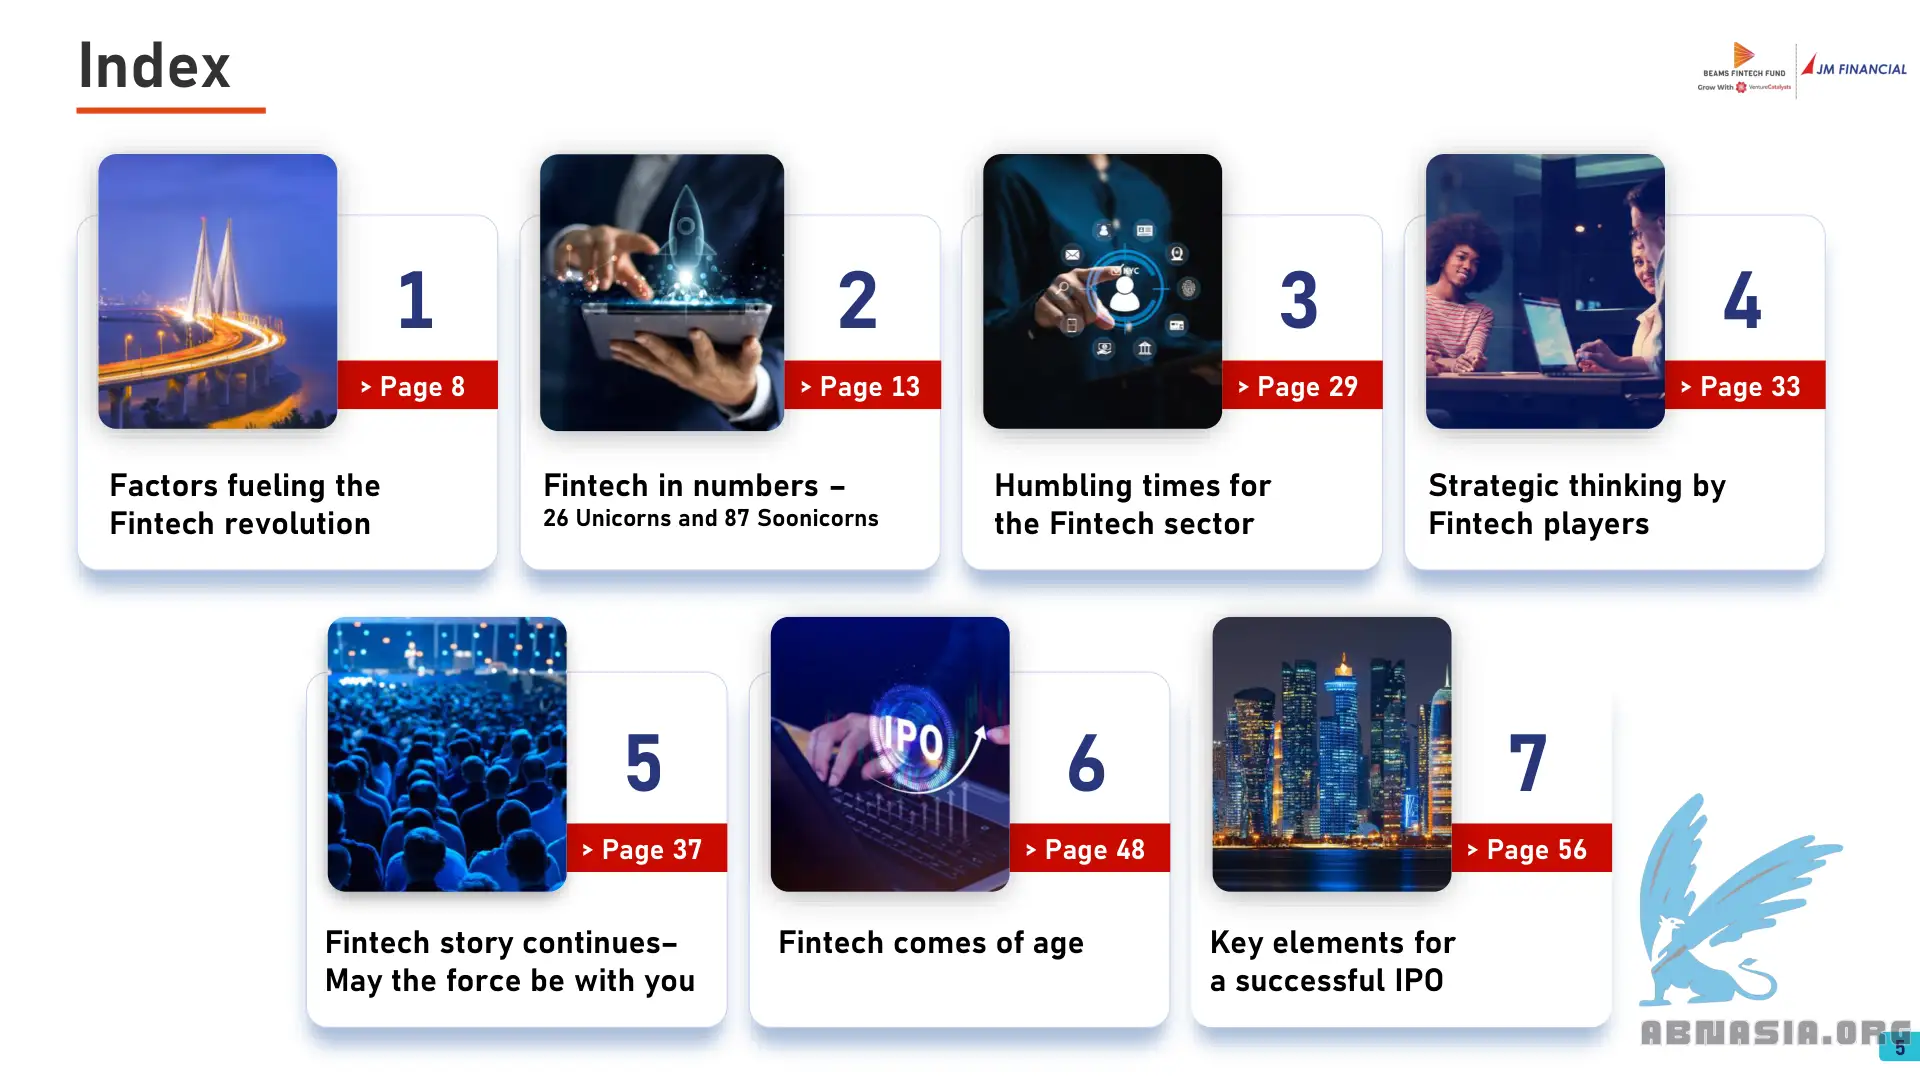 Index
BEAMS FINTECH FUND
Grow With VentureCatalysts
JM FINANCIAL
1
> Page 8
Factors fueling the
Fintech revolution
2
> Page 13
Fintech in numbers –
26 Unicorns and 87 Soonicorns
KYC
3
> Page 29
Humbling times for
the Fintech sector
4
> Page 33
Strategic thinking by
Fintech players
5
> Page 37
Fintech story continues–
May the force be with you
IPO
6
> Page 48
Fintech comes of age
7
> Page 56
Key elements for
a successful IPO
ABNASIA.ORG
5